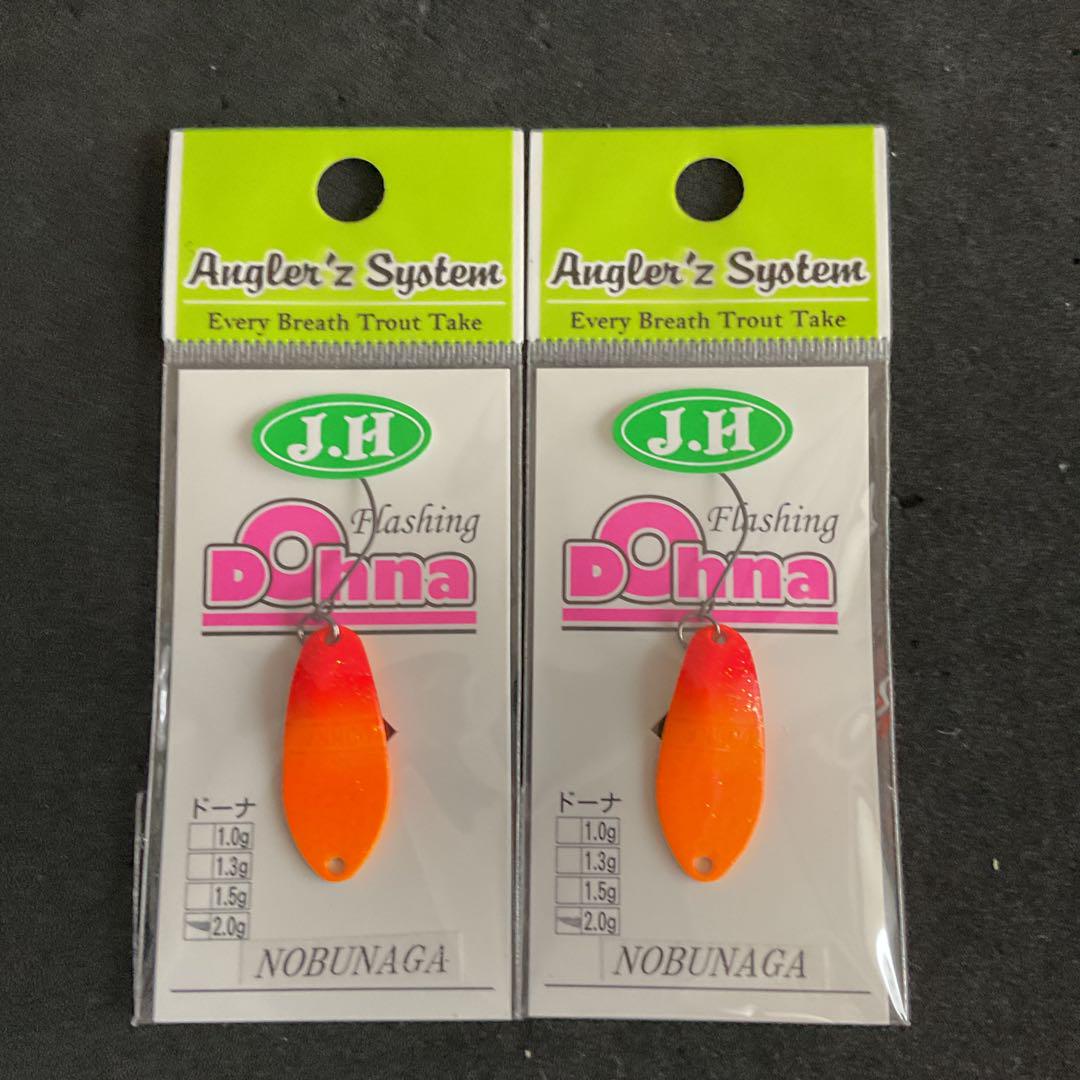 Angler'z System
Every Breath Trout Take
J.H
Flashing
Dohna
ドーナ
1.0g
1.3g
1.5g
2.0g
NOBUNAGA
Angler'z System
Every Breath Trout Take
J.H
Flashing
Dohna
ドーナ
1.0g
1.3g
1.5g
2.0g
NOBUNAGA